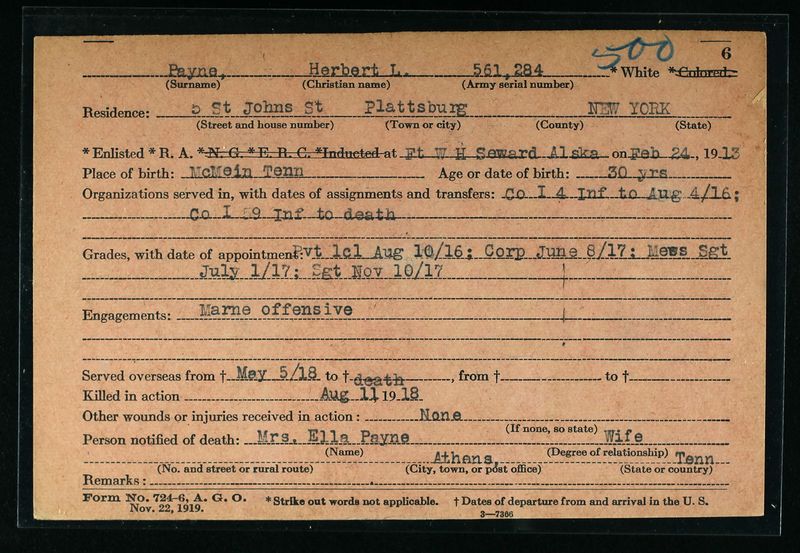 500 6
Payne, Herbert L. 561,284 * White * Colored.
(Surname) (Christian name) (Army serial number)
Residence: 5 St Johns St Plattsburg NEW YORK
(Street and house number) (Town or city) (County) (State)
* Enlisted * R. A. * N. G. * E. R. C. *Inducted at Ft W H Seward Alska on Feb 24, 1913
Place of birth: McMein Tenn Age or date of birth: 30 yrs
Organizations served in, with dates of assignments and transfers: Co I 4 Inf to Aug 4/16;
Co I 59 Inf to death
Grades, with date of appointment: Pvt 1cl Aug 10/16; Corp June 8/17; Mess Sgt
July 1/17; Sgt Nov 10/17
Engagements: Marne offensive
Served overseas from † May 5/18 to † death, from † to †
Killed in action Aug 11 1918
Other wounds or injuries received in action: None
(If none, so state)
Person notified of death: Mrs. Ella Payne Wife
(Name) (Degree of relationship)
Athens, Tenn
(No. and street or rural route) (City, town, or post office) (State or country)
Remarks:
Form No. 724-6, A. G. O. * Strike out words not applicable. † Dates of departure from and arrival in the U. S.
Nov. 22, 1919.
3—7366